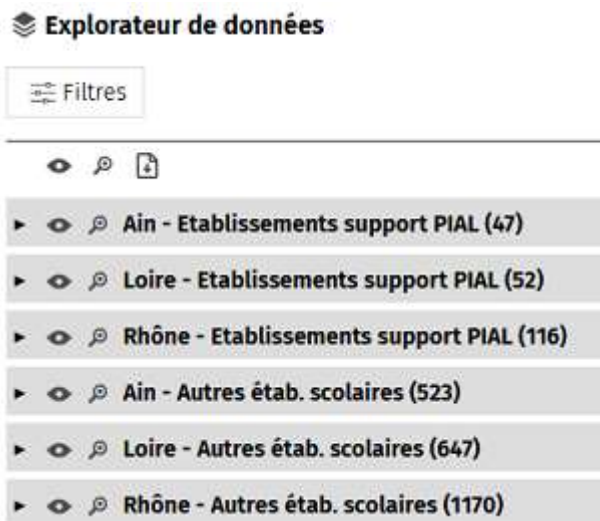 Explorateur de données
Filtres
Ain - Etablissements support PIAL (47)
Loire - Etablissements support PIAL (52)
Rhône - Etablissements support PIAL (116)
Ain - Autres étab. scolaires (523)
Loire - Autres étab. scolaires (647)
Rhône - Autres étab. scolaires (1170)